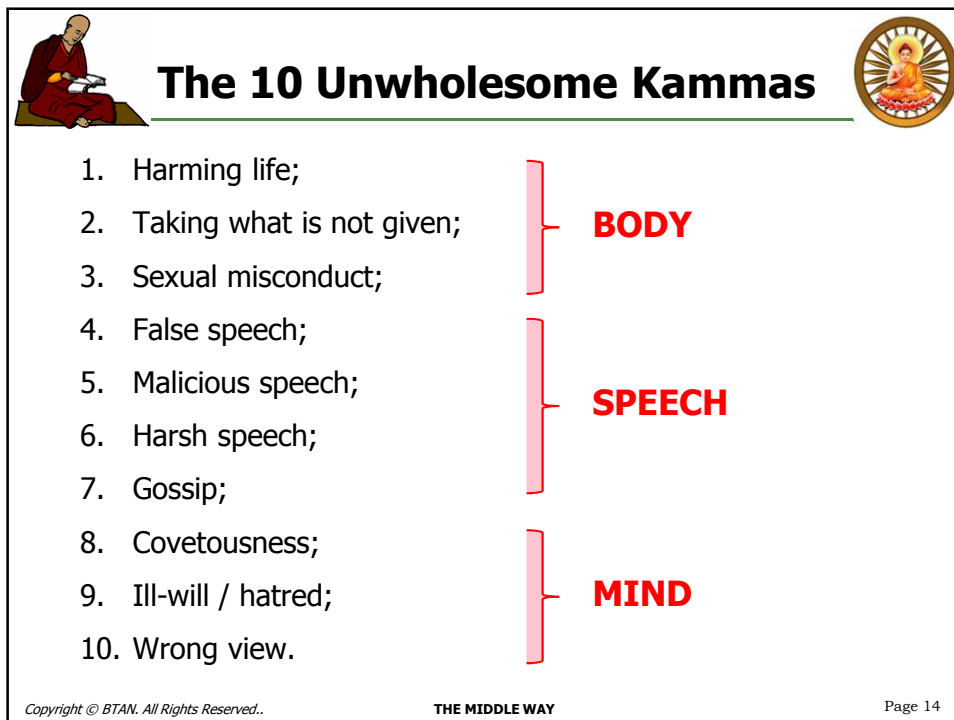 The 10 Unwholesome Kammas
1. Harming life;
2. Taking what is not given;
3. Sexual misconduct;
BODY
4. False speech;
5. Malicious speech;
6. Harsh speech;
7. Gossip;
SPEECH
8. Covetousness;
9. Ill-will / hatred;
10. Wrong view.
MIND
Copyright © BTAN. All Rights Reserved.. THE MIDDLE WAY Page 14